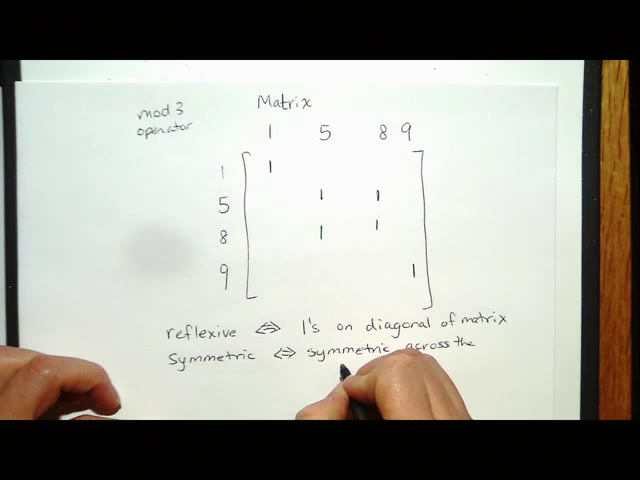 Matrix
mod 3
operator
1 5 8 9
1 1
5 1 1
8 1 1
9 1
reflexive ⇔ 1's on diagonal of matrix
Symmetric ⇔ symmetric across the